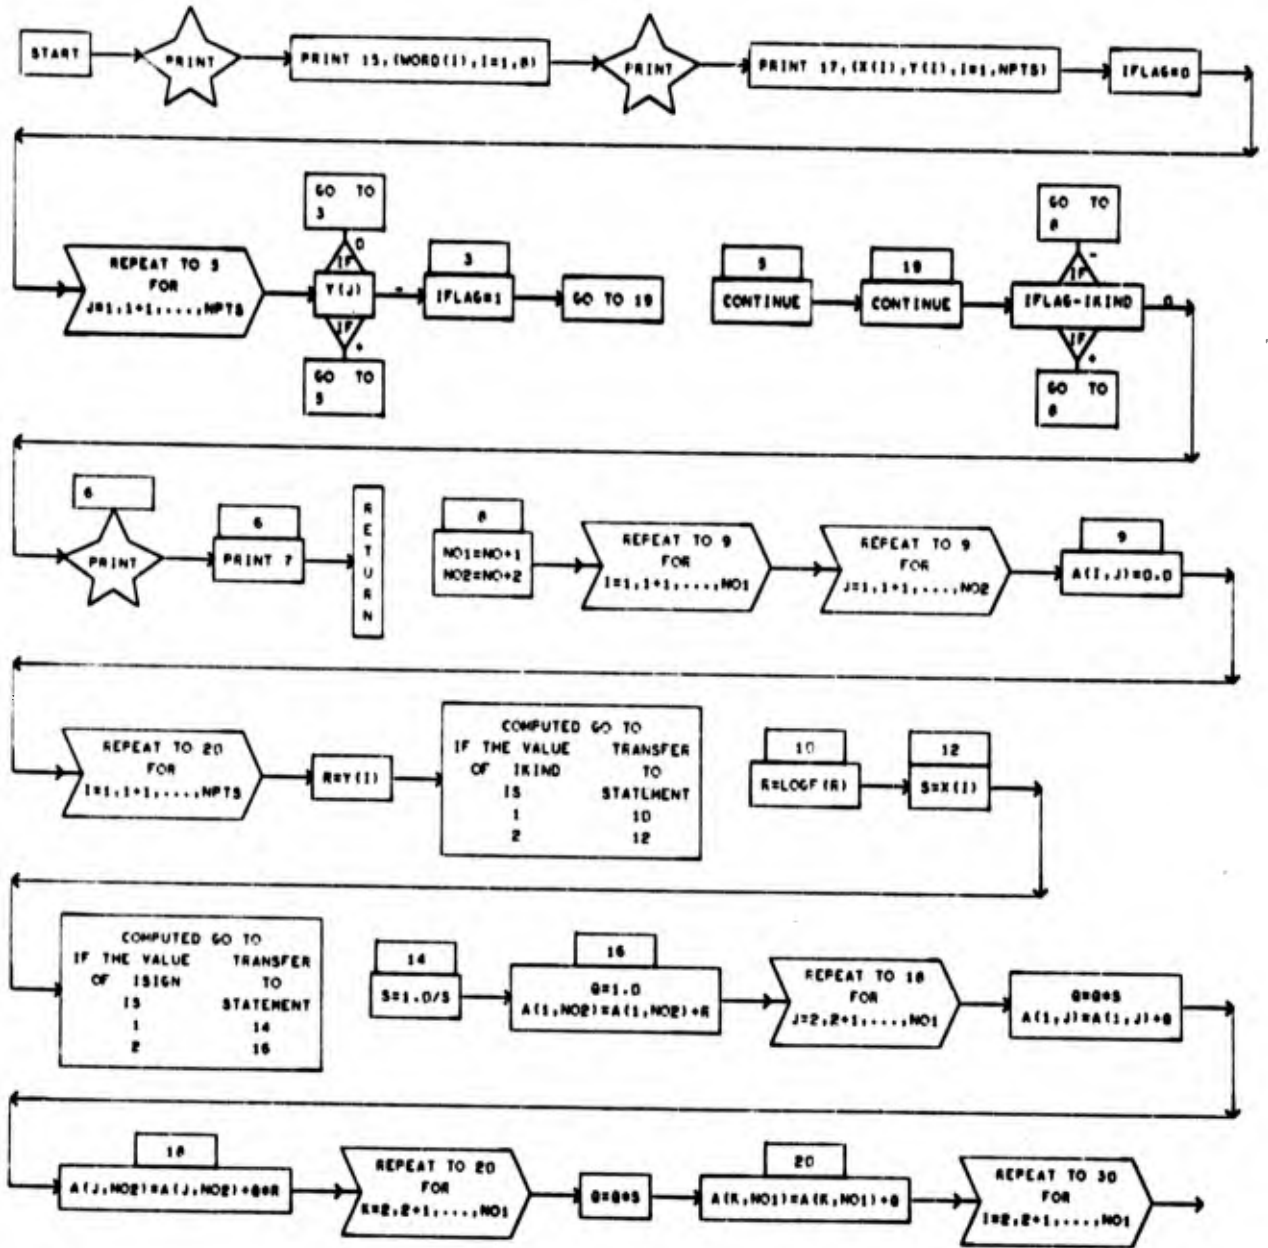 START
PRINT
PRINT 15,(WORD(I),I=1,8)
PRINT
PRINT 17,(X(I),Y(I),I=1,NPTS)
IFLAG=0
REPEAT TO 5
FOR
J=1,1+1,...,NPTS
GO TO
3
0
IF
Y(J)
-
IF
+
GO TO
5
3
IFLAG=1
GO TO 19
5
CONTINUE
19
CONTINUE
GO TO
8
-
IF
IFLAG-IKIND
0
IF
+
GO TO
8
6
PRINT
6
PRINT 7
RETURN
8
NO1=NO+1
NO2=NO+2
REPEAT TO 9
FOR
I=1,1+1,...,NO1
REPEAT TO 9
FOR
J=1,1+1,...,NO2
9
A(I,J)=0.0
REPEAT TO 20
FOR
I=1,1+1,...,NPTS
R=Y(I)
COMPUTED GO TO
IF THE VALUE TRANSFER
OF IKIND TO
IS STATEMENT
1 10
2 12
10
R=LOGF(R)
12
S=X(I)
COMPUTED GO TO
IF THE VALUE TRANSFER
OF ISIGN TO
IS STATEMENT
1 14
2 16
14
S=1.0/S
16
Q=1.0
A(1,NO2)=A(1,NO2)+R
REPEAT TO 18
FOR
J=2,2+1,...,NO1
Q=Q*S
A(1,J)=A(1,J)+Q
18
A(J,NO2)=A(J,NO2)+Q*R
REPEAT TO 20
FOR
K=2,2+1,...,NO1
Q=Q*S
20
A(K,NO1)=A(K,NO1)+Q
REPEAT TO 30
FOR
I=2,2+1,...,NO1